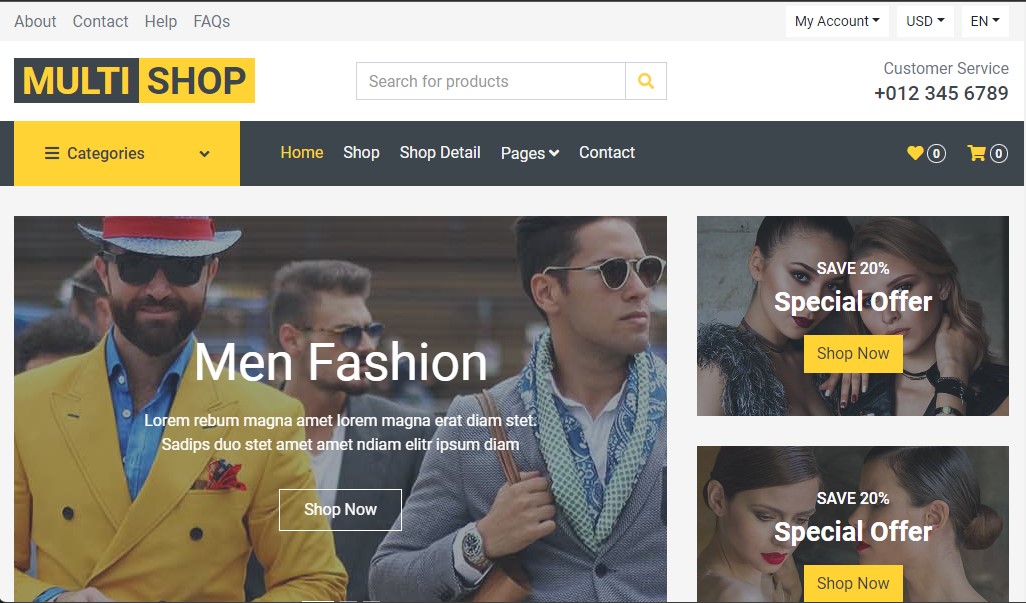 About Contact Help FAQs My Account USD EN
MULTI SHOP
Search for products
Customer Service
+012 345 6789
Categories Home Shop Shop Detail Pages Contact 0 0
Men Fashion
Lorem rebum magna amet lorem magna erat diam stet.
Sadips duo stet amet amet ndiam elitr ipsum diam
Shop Now
SAVE 20%
Special Offer
Shop Now
SAVE 20%
Special Offer
Shop Now